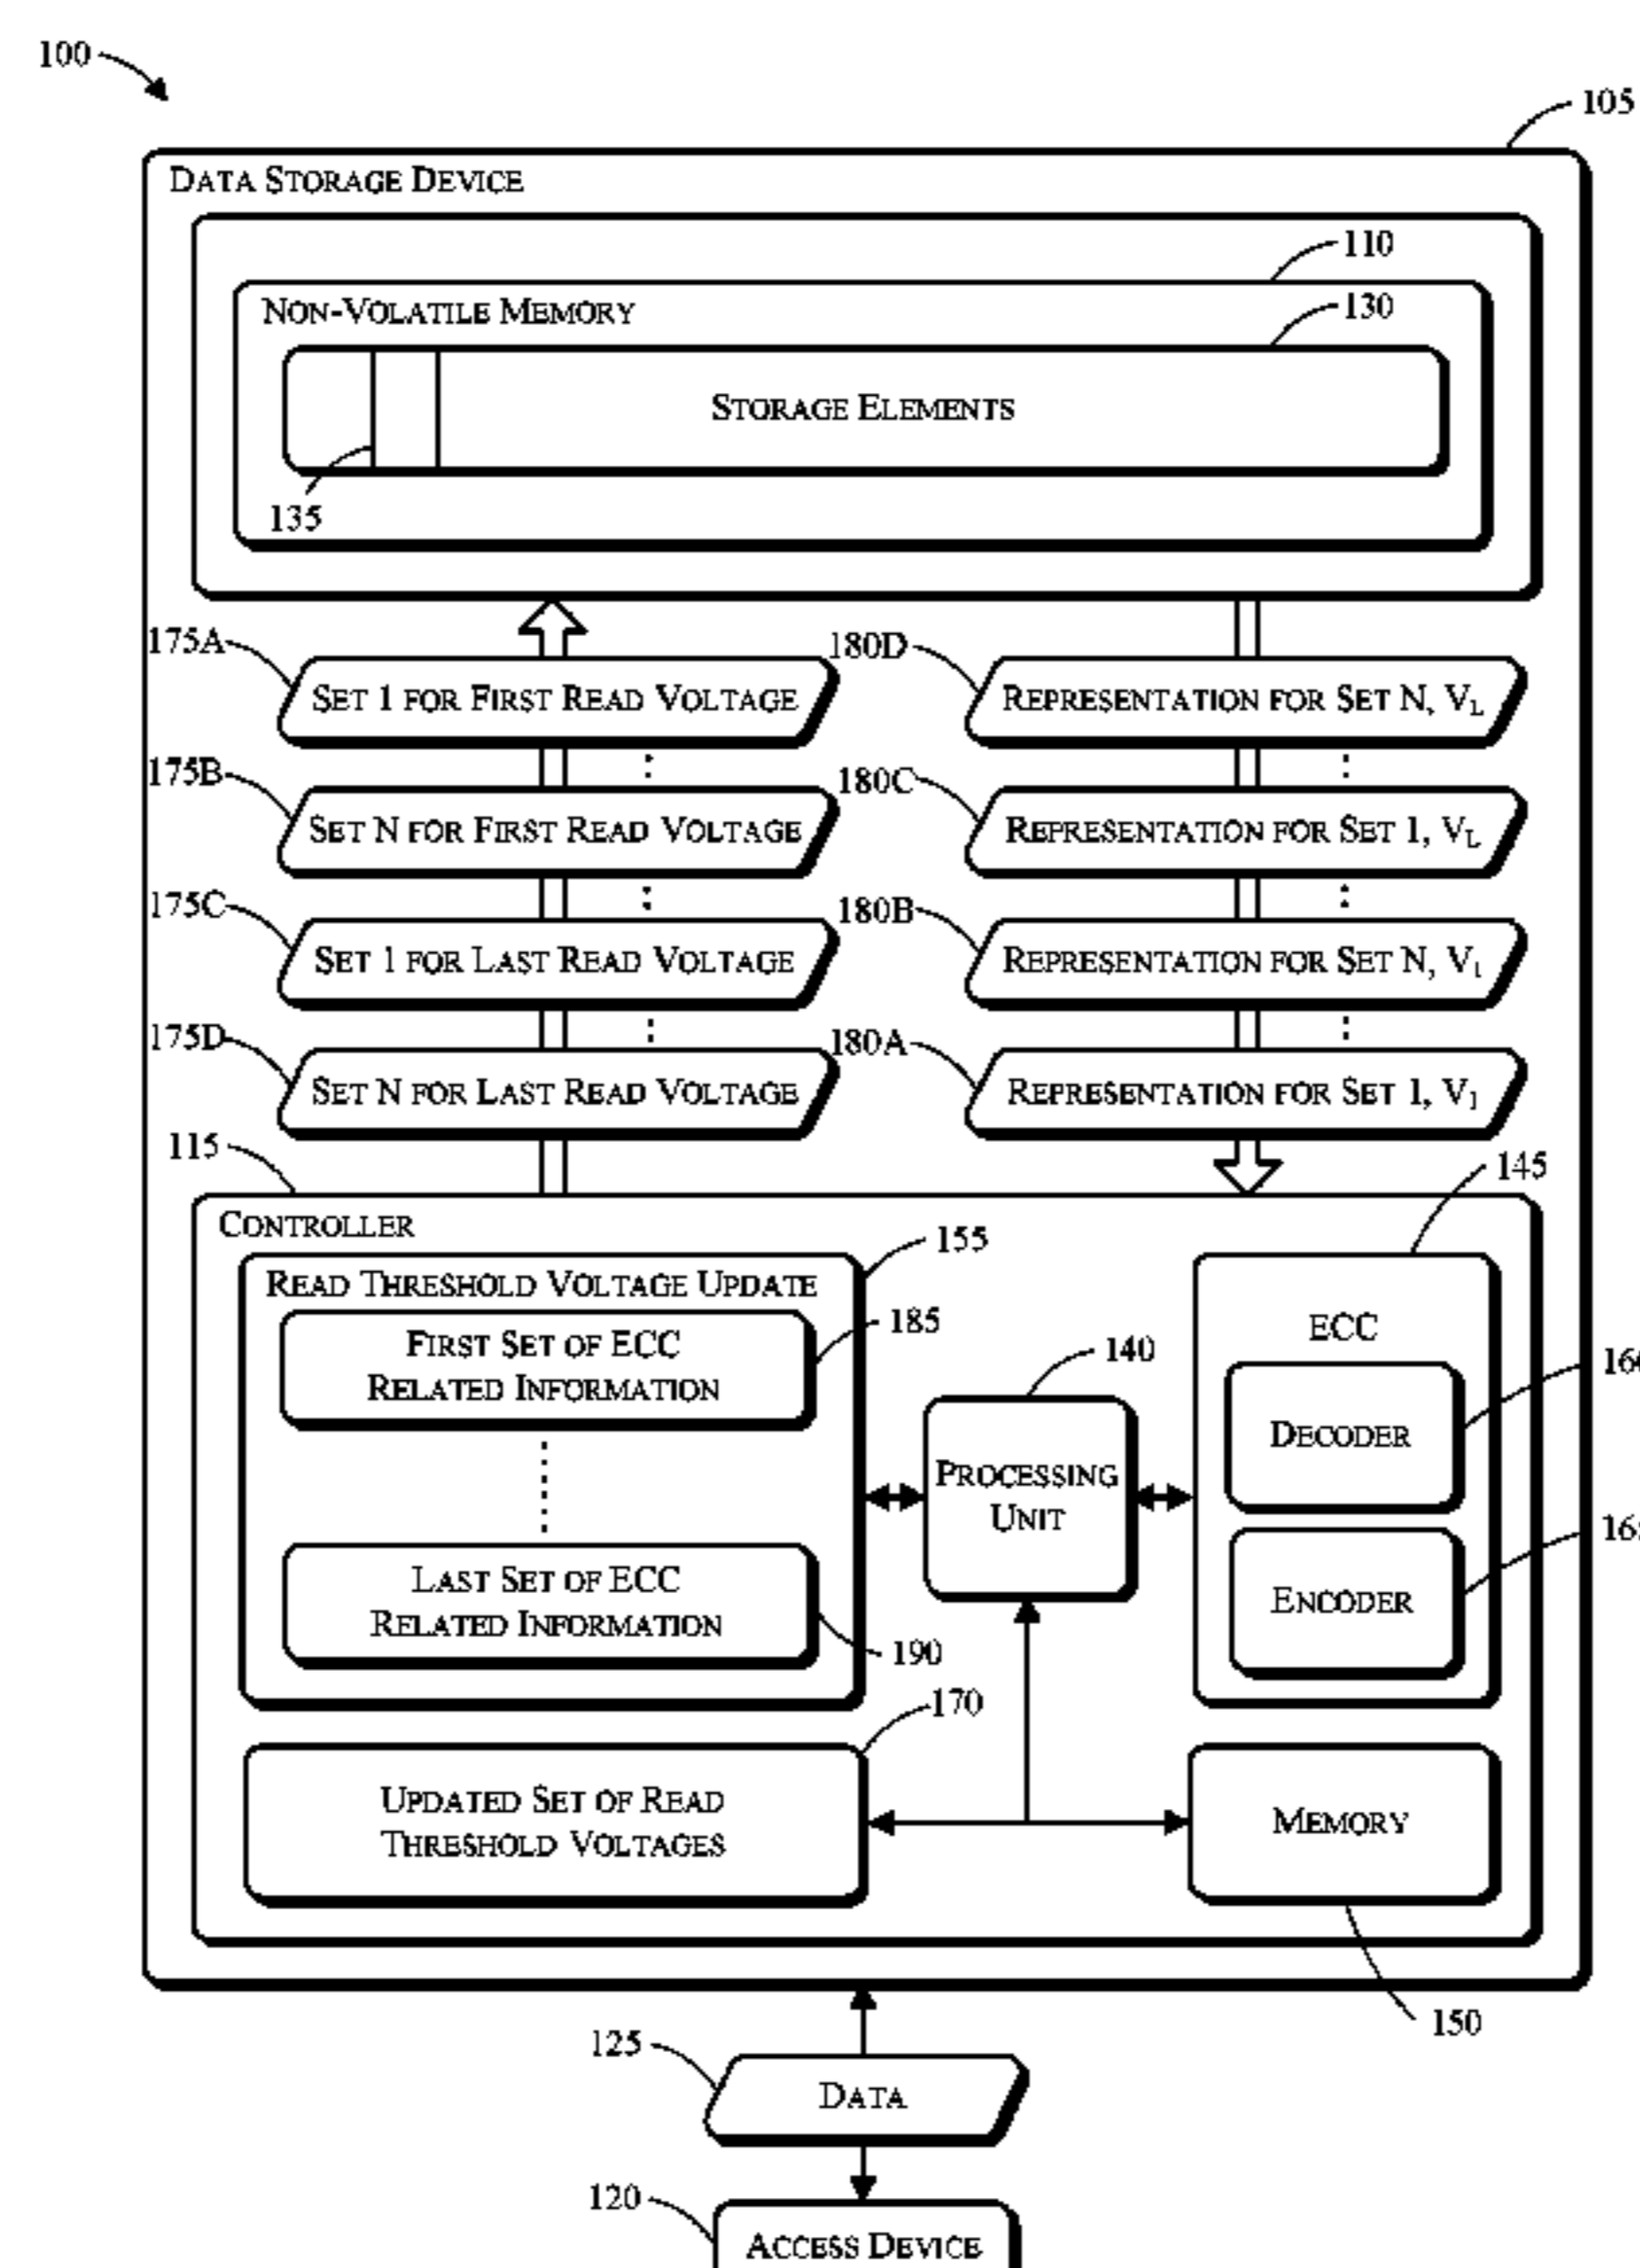 100
105
DATA STORAGE DEVICE
110
NON-VOLATILE MEMORY
130
STORAGE ELEMENTS
135
175A
SET 1 FOR FIRST READ VOLTAGE
180D
REPRESENTATION FOR SET N, VL
175B
SET N FOR FIRST READ VOLTAGE
180C
REPRESENTATION FOR SET 1, VL
175C
SET 1 FOR LAST READ VOLTAGE
180B
REPRESENTATION FOR SET N, V1
175D
SET N FOR LAST READ VOLTAGE
180A
REPRESENTATION FOR SET 1, V1
115
145
CONTROLLER
155
READ THRESHOLD VOLTAGE UPDATE
185
FIRST SET OF ECC
RELATED INFORMATION
140
ECC
DECODER
PROCESSING
UNIT
LAST SET OF ECC
RELATED INFORMATION
ENCODER
190
170
UPDATED SET OF READ
THRESHOLD VOLTAGES
MEMORY
150
125
DATA
120
ACCESS DEVICE